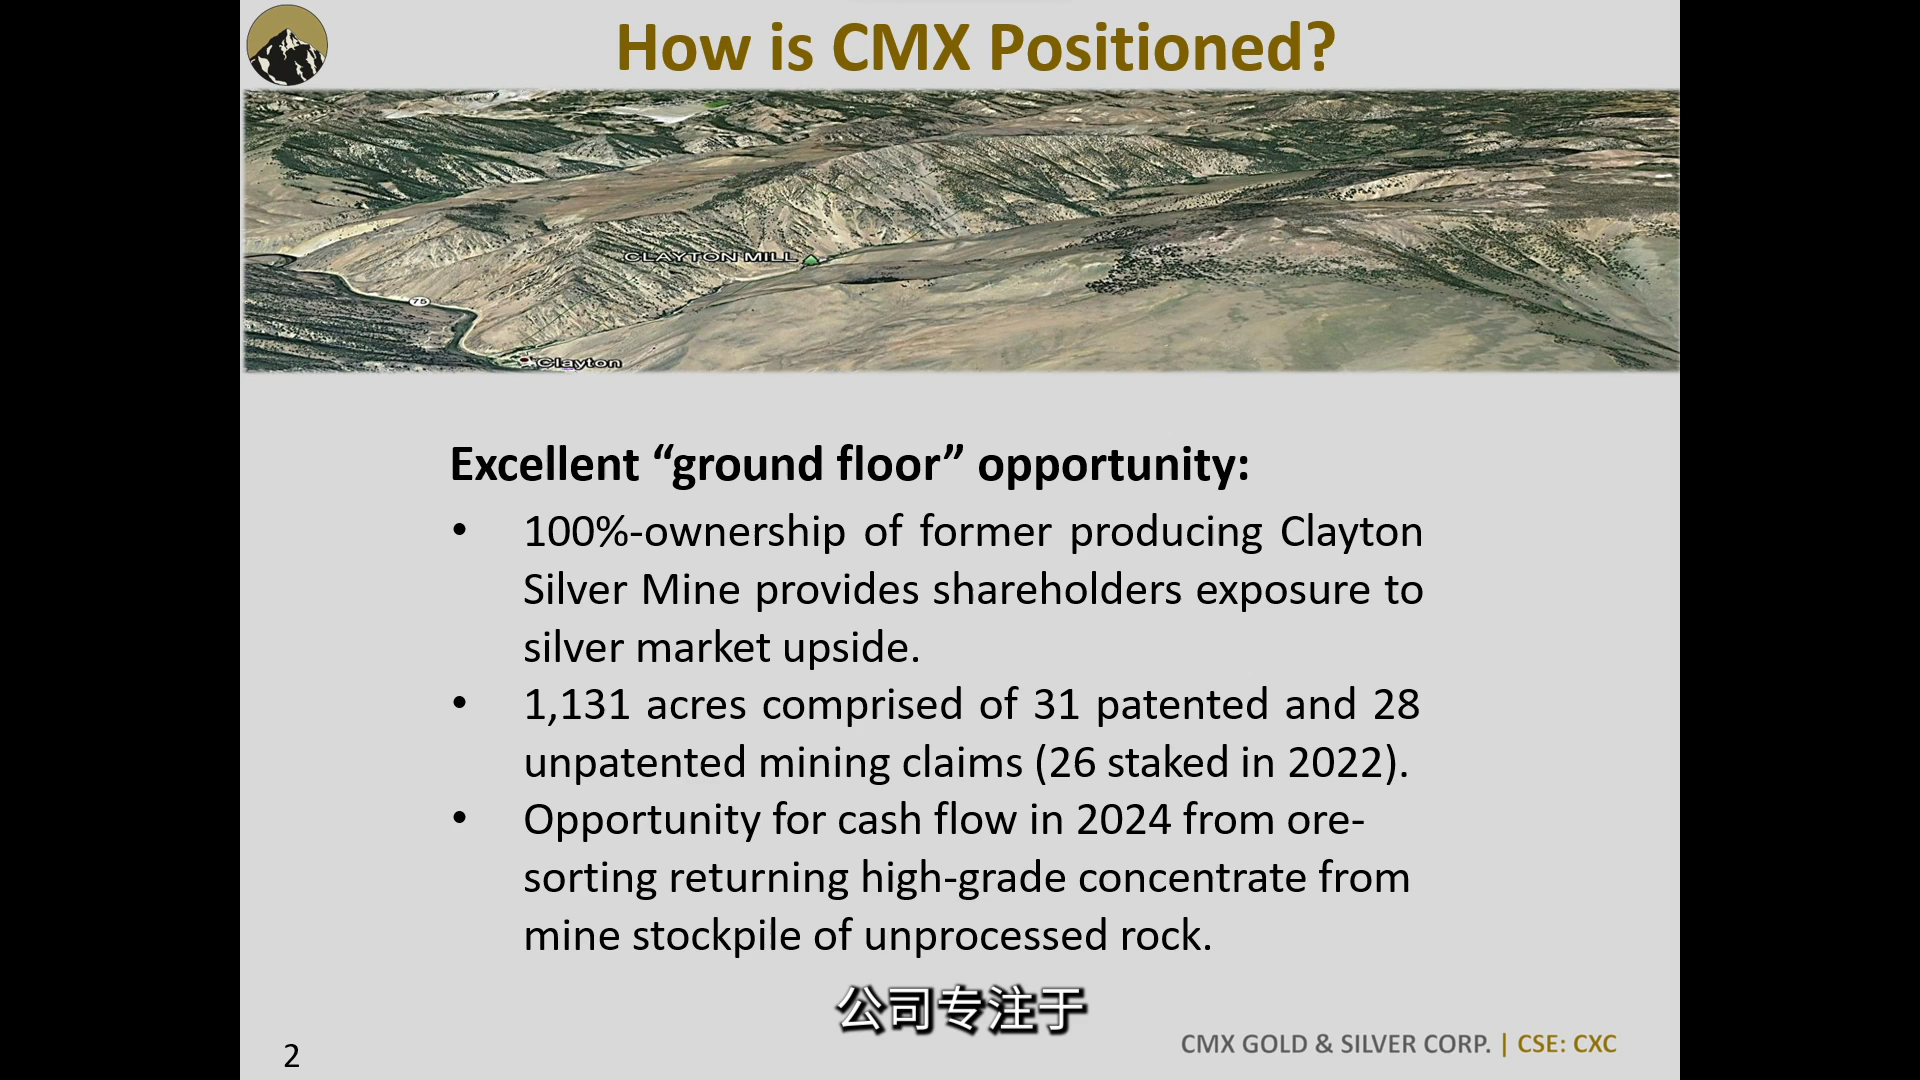 How is CMX Positioned?
CLAYTON MILL
75
Clayton
Excellent “ground floor” opportunity:
• 100%-ownership of former producing Clayton
Silver Mine provides shareholders exposure to
silver market upside.
• 1,131 acres comprised of 31 patented and 28
unpatented mining claims (26 staked in 2022).
• Opportunity for cash flow in 2024 from ore-
sorting returning high-grade concentrate from
mine stockpile of unprocessed rock.
公司专注于
CMX GOLD & SILVER CORP. | CSE: CXC
2